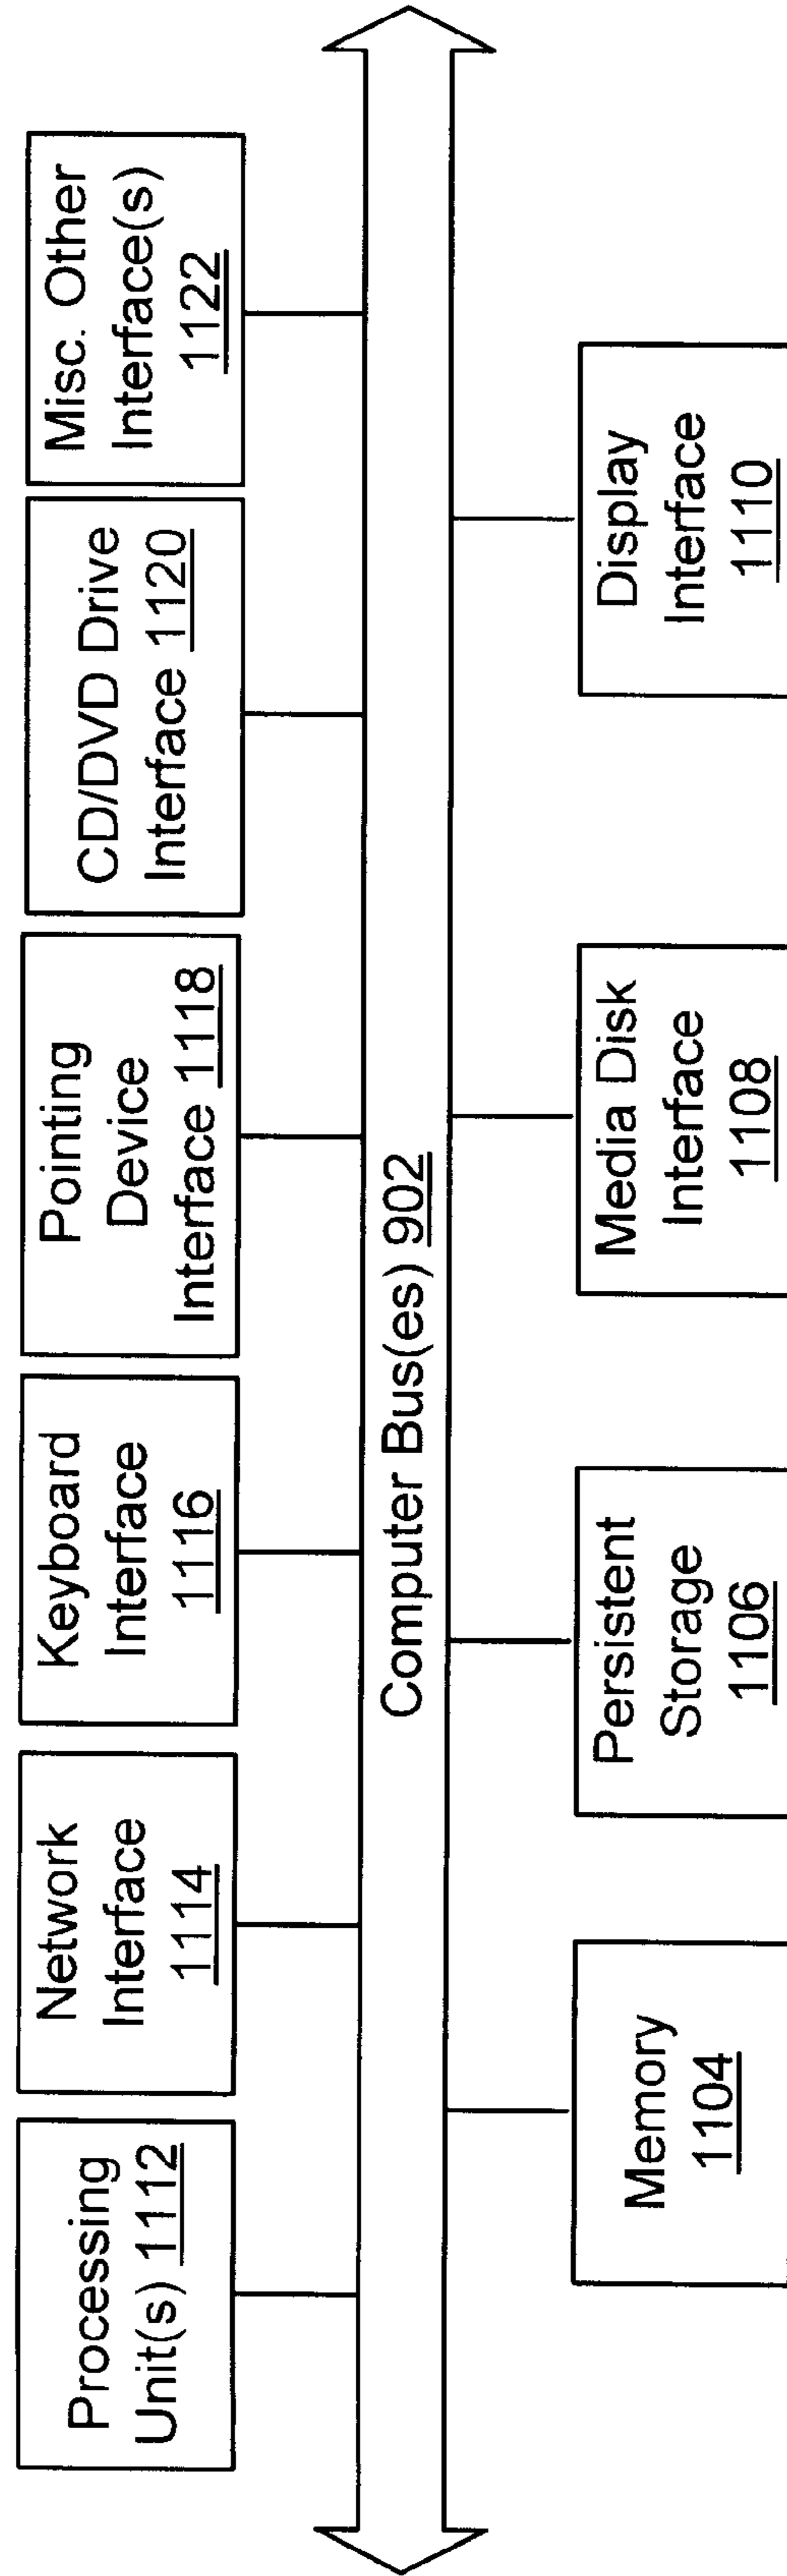 Processing
Unit(s) 1112
Network
Interface
1114
Keyboard
Interface
1116
Pointing
Device
Interface 1118
CD/DVD Drive
Interface 1120
Misc. Other
Interface(s)
1122
Computer Bus(es) 902
Memory
1104
Persistent
Storage
1106
Media Disk
Interface
1108
Display
Interface
1110